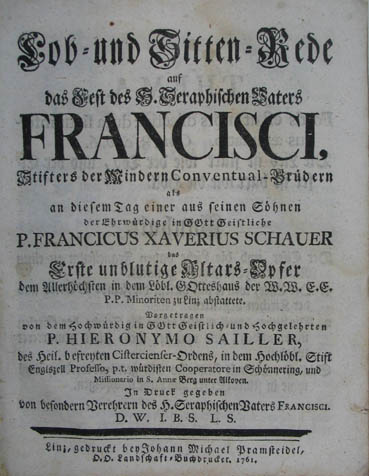 Lob-und Sitten-Rede
auf
das Fest des H. Seraphischen Vaters
FRANCISCI,
Stifters der Mindern Conventual-Brüdern
als
an diesem Tag einer aus seinen Söhnen
der Ehrwürdige in GOtt Geistliche
P. FRANCICUS XAVERIUS SCHAUER
das
Erste unblutige Altars-Opfer
dem Allerhöchsten in dem Löbl. GOtteshaus der W.W. E.E.
P.P. Minoriten zu Linz abstattete.
Vorgetragen
von dem Hochwürdig in GOtt Geistlich-und Hochgelehrten
P. HIERONYMO SAILLER,
des Heil. befreyten Cistercienser-Ordens, in dem Hochlöbl. Stift
Engiszell Professo, p.t. würdisten Cooperatore in Schönnering, und
Missionario in S. Annæ Berg unter Alkoven.
In Druck gegeben
von besondern Verehrern des H. Seraphischen Vaters FRANCISCI.
D. W. I. B. S. L. S.
Linz, gedruckt bey Johann Michael Pramsteidel,
O.O. Landschaft-Buchdrucker, 1761.